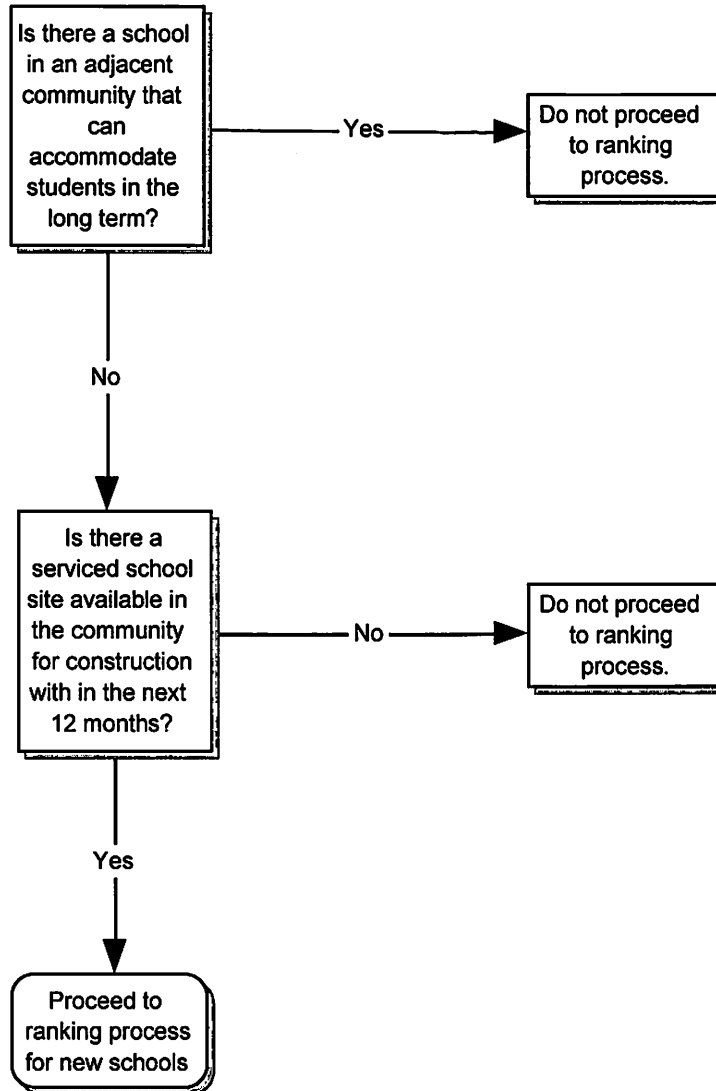 Is there a school
in an adjacent
community that
can
accommodate
students in the
long term?
Yes
Do not proceed
to ranking
process.
No
Is there a
serviced school
site available in
the community
for construction
with in the next
12 months?
No
Do not proceed
to ranking
process.
Yes
Proceed to
ranking process
for new schools